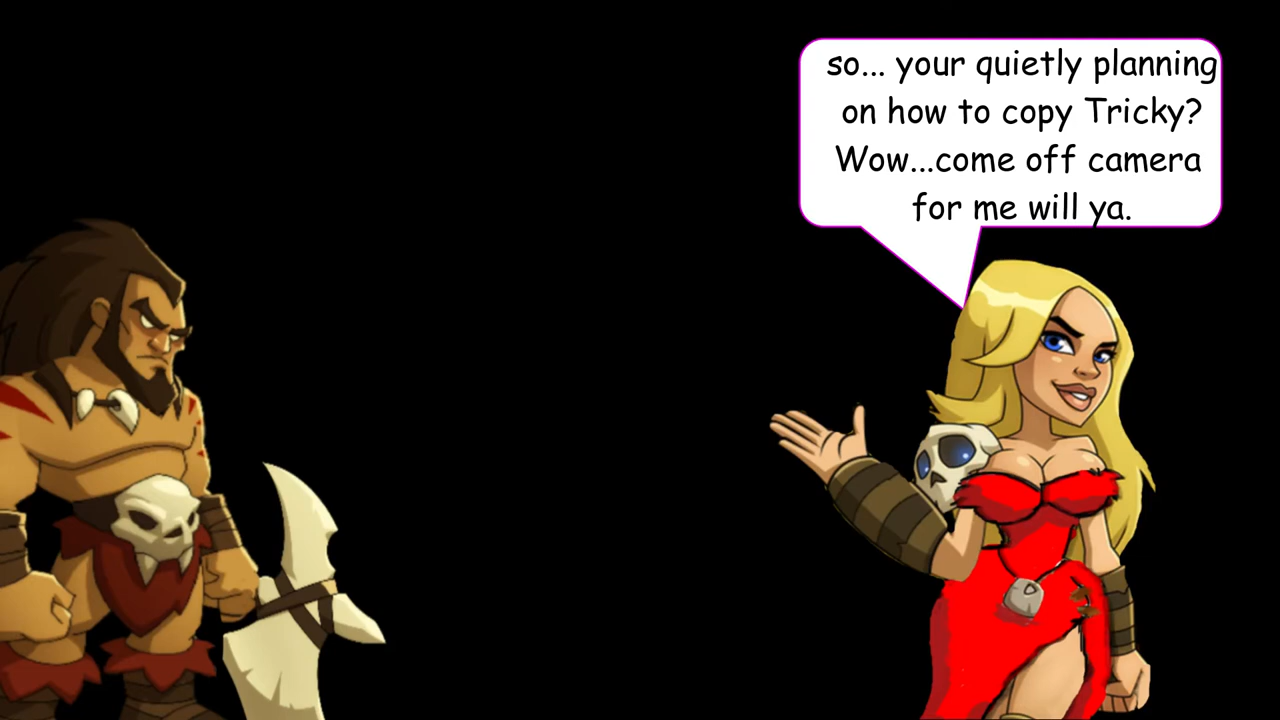 so... your quietly planning
on how to copy Tricky?
Wow...come off camera
for me will ya.